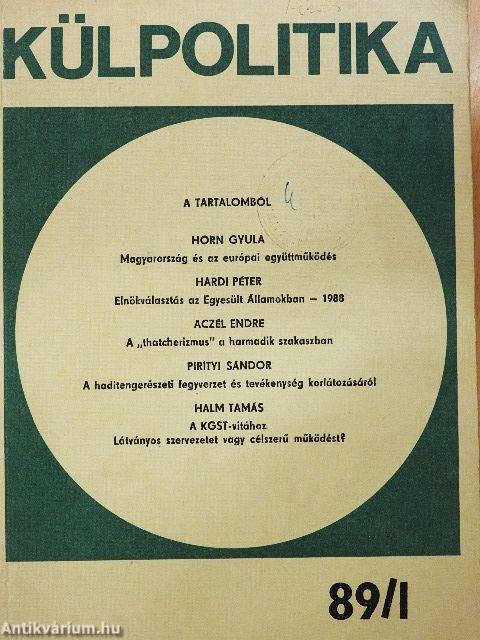 KÜLPOLITIKA
A TARTALOMBÓL
HORN GYULA
Magyarország és az európai együttműködés
HARDI PÉTER
Elnökválasztás az Egyesült Államokban – 1988
ACZÉL ENDRE
A „thatcherizmus" a harmadik szakaszban
PIRITYI SÁNDOR
A haditengerészeti fegyverzet és tevékenység korlátozásáról
HALM TAMÁS
A KGST-vitához
Látványos szervezetet vagy célszerű működést?
89/I
Antikvárium.hu